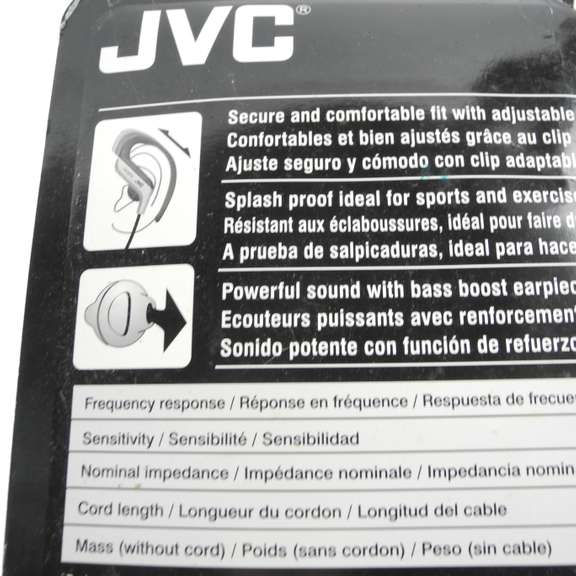 JVC®
Secure and comfortable fit with adjustable
Confortables et bien ajustés grâce au clip
Ajuste seguro y cómodo con clip
Splash proof ideal for sports and
Résistant aux éclaboussures, idéal pour faire
A prueba de salpicaduras, ideal para
Powerful sound with bass boost
Ecouteurs puissants avec
Sonido potente con función de
Frequency response / Réponse en fréquence / Respuesta de
Sensitivity / Sensibilité / Sensibilidad
Nominal impedance / Impédance nominale / Impedancia
Cord length / Longueur du cordon / Longitud del cable
Mass (without cord) / Poids (sans cordon) / Peso (sin cable)